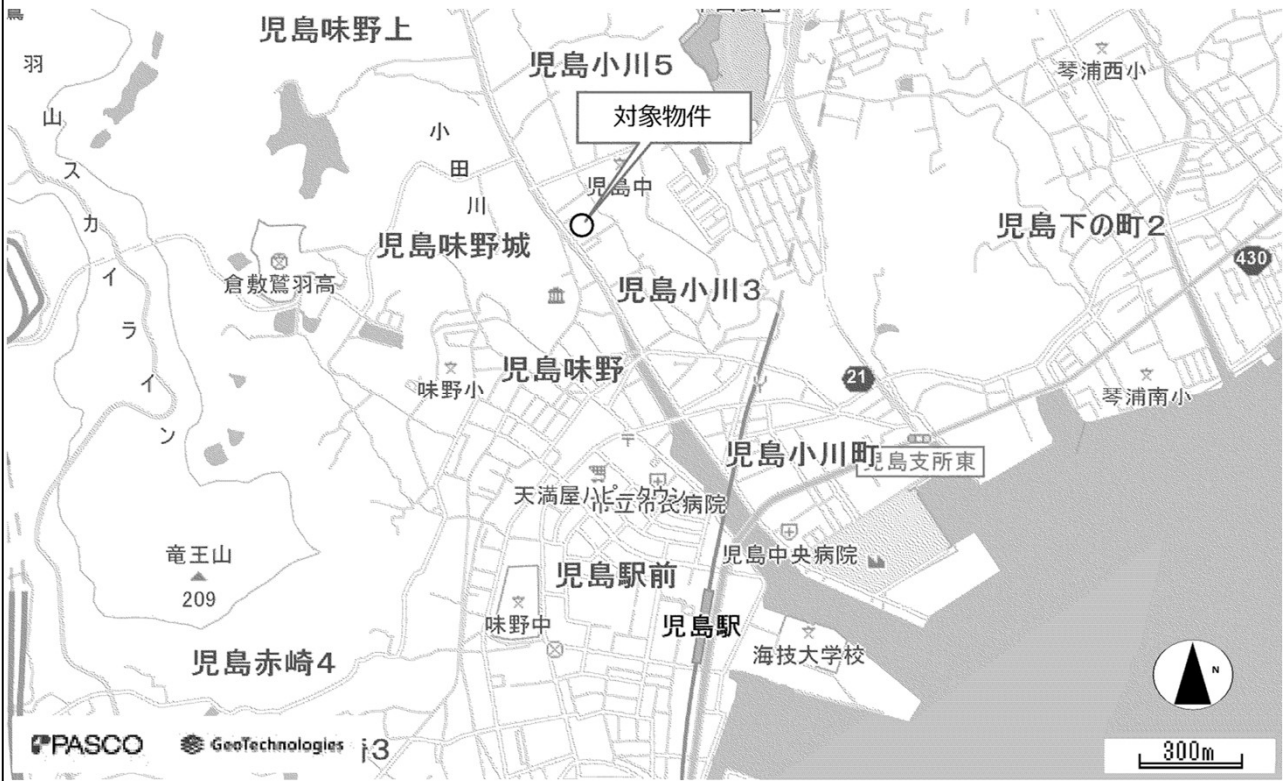 児島味野上
児島小川5
琴浦西小
対象物件
羽山スカイライン
小田川
児島中
児島味野城
児島下の町2
倉敷鷲羽高
430
児島小川3
児島味野
味野小
21
琴浦南小
児島小川町
児島支所東
天満屋ハピータウン
市立市民病院
児島中央病院
竜王山
209
児島駅前
味野中
児島駅
海技大学校
児島赤崎4
N
PASCO
GeoTechnologies
300m